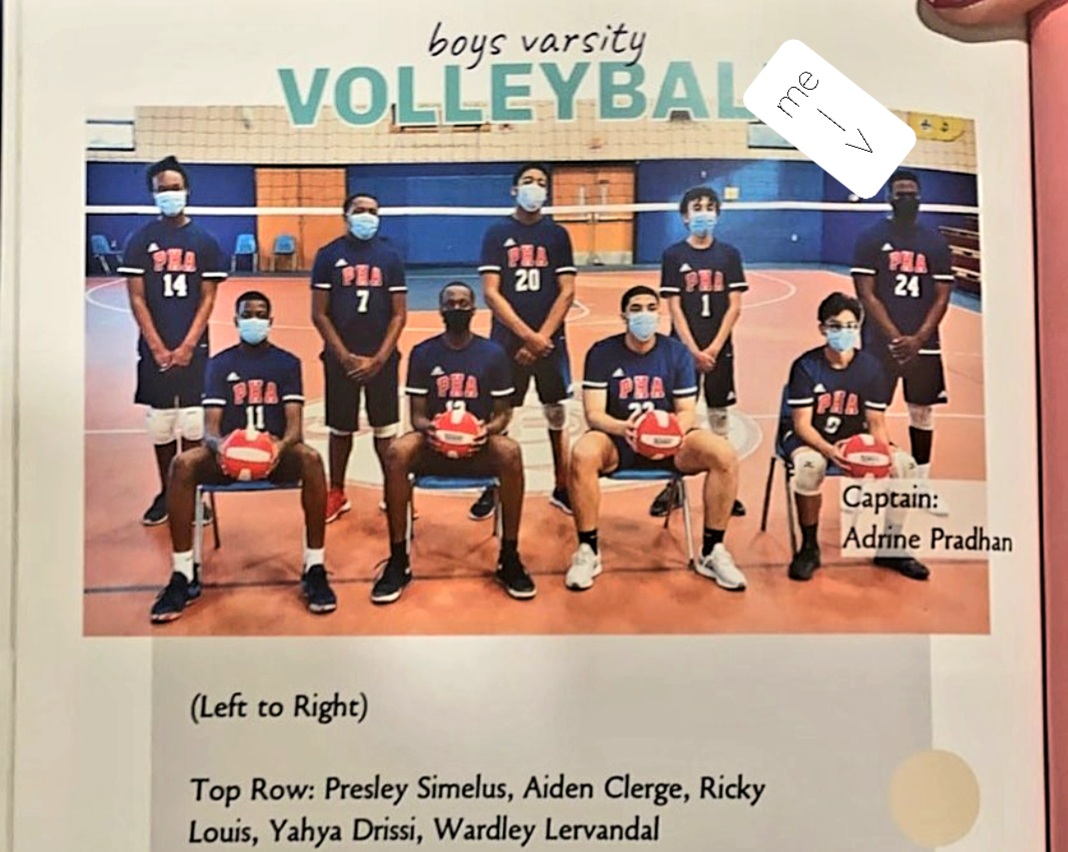 boys varsity
VOLLEYBAL
me
—>
PHA
14
PHA
7
PHA
20
PHA
1
PHA
24
PHA
11
PHA
PHA
PHA
Captain:
Adrine Pradhan
(Left to Right)
Top Row: Presley Simelus, Aiden Clerge, Ricky
Louis, Yahya Drissi, Wardley Lervandal